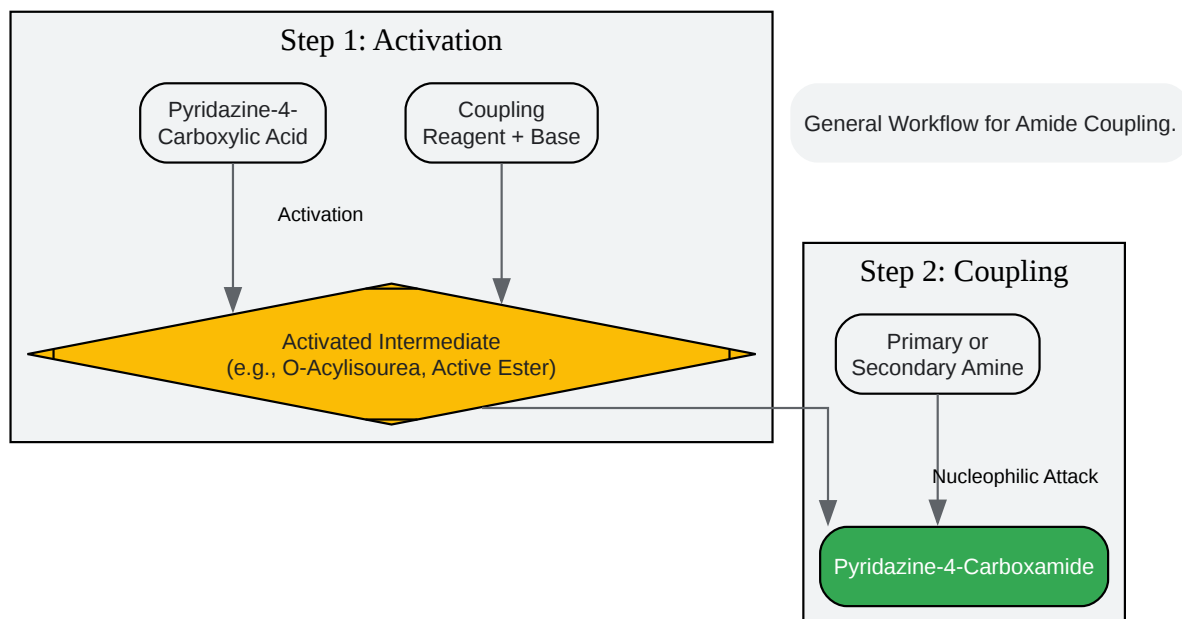 Step 1: Activation
Pyridazine-4-
Carboxylic Acid
Coupling
Reagent + Base
General Workflow for Amide Coupling.
Activation
Activated Intermediate
(e.g., O-Acylisourea, Active Ester)
Step 2: Coupling
Primary or
Secondary Amine
Nucleophilic Attack
Pyridazine-4-Carboxamide